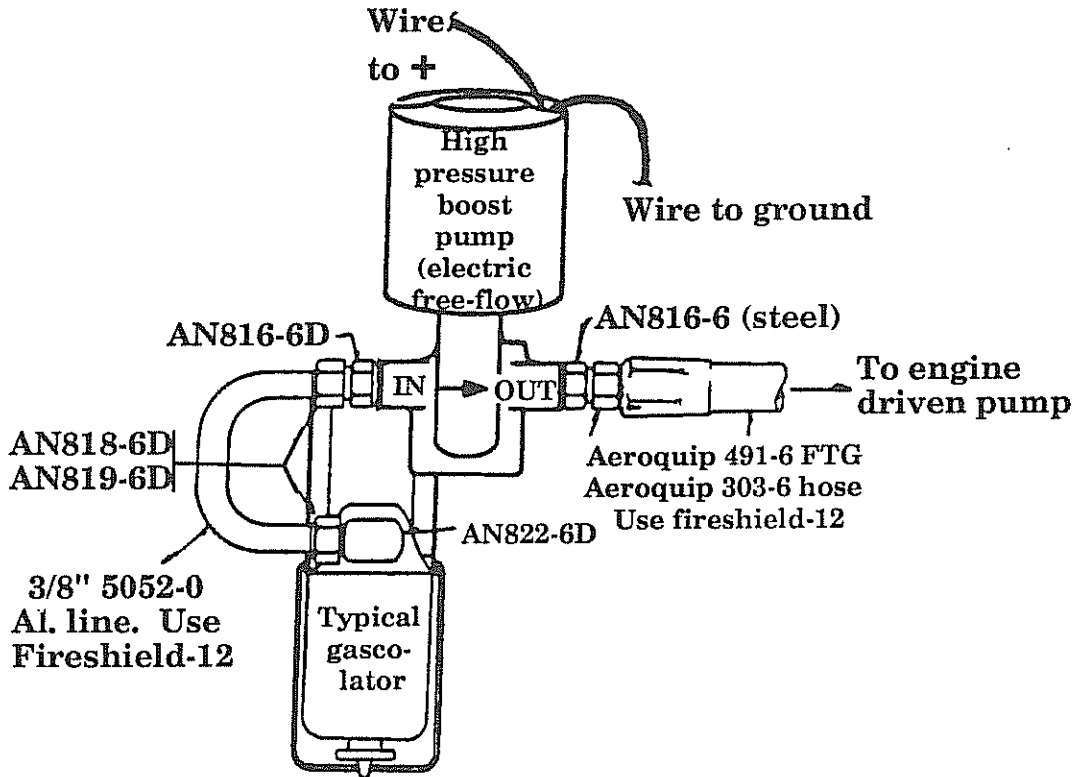 Wire
to +
High
pressure
boost
pump
(electric
free-flow)
Wire to ground
AN816-6D
AN816-6 (steel)
IN
OUT
To engine
driven pump
AN818-6D
AN819-6D
Aeroquip 491-6 FTG
Aeroquip 303-6 hose
Use fireshield-12
AN822-6D
3/8" 5052-0
Al. line. Use
Fireshield-12
Typical
gasco-
lator